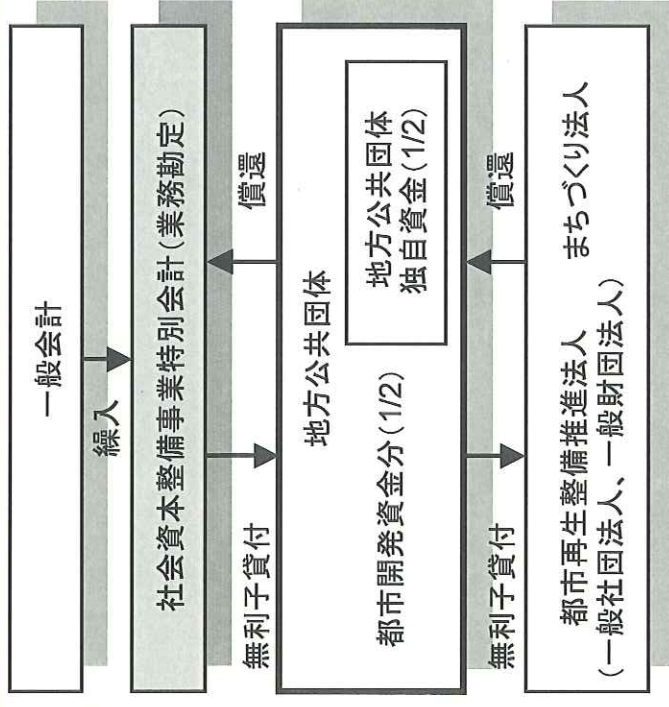 一般会計
繰入
社会資本整備事業特別会計(業務勘定)
無利子貸付
償還
地方公共団体
都市開発資金分(1/2)
地方公共団体
独自資金(1/2)
無利子貸付
償還
都市再生整備推進法人
(一般社団法人、一般財団法人)
まちづくり法人